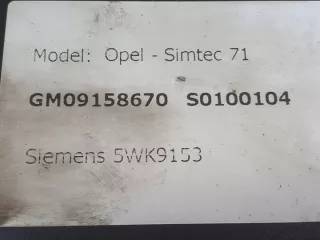 Model: Opel - Simtec 71
GM09158670 S0100104
Siemens 5WK9153